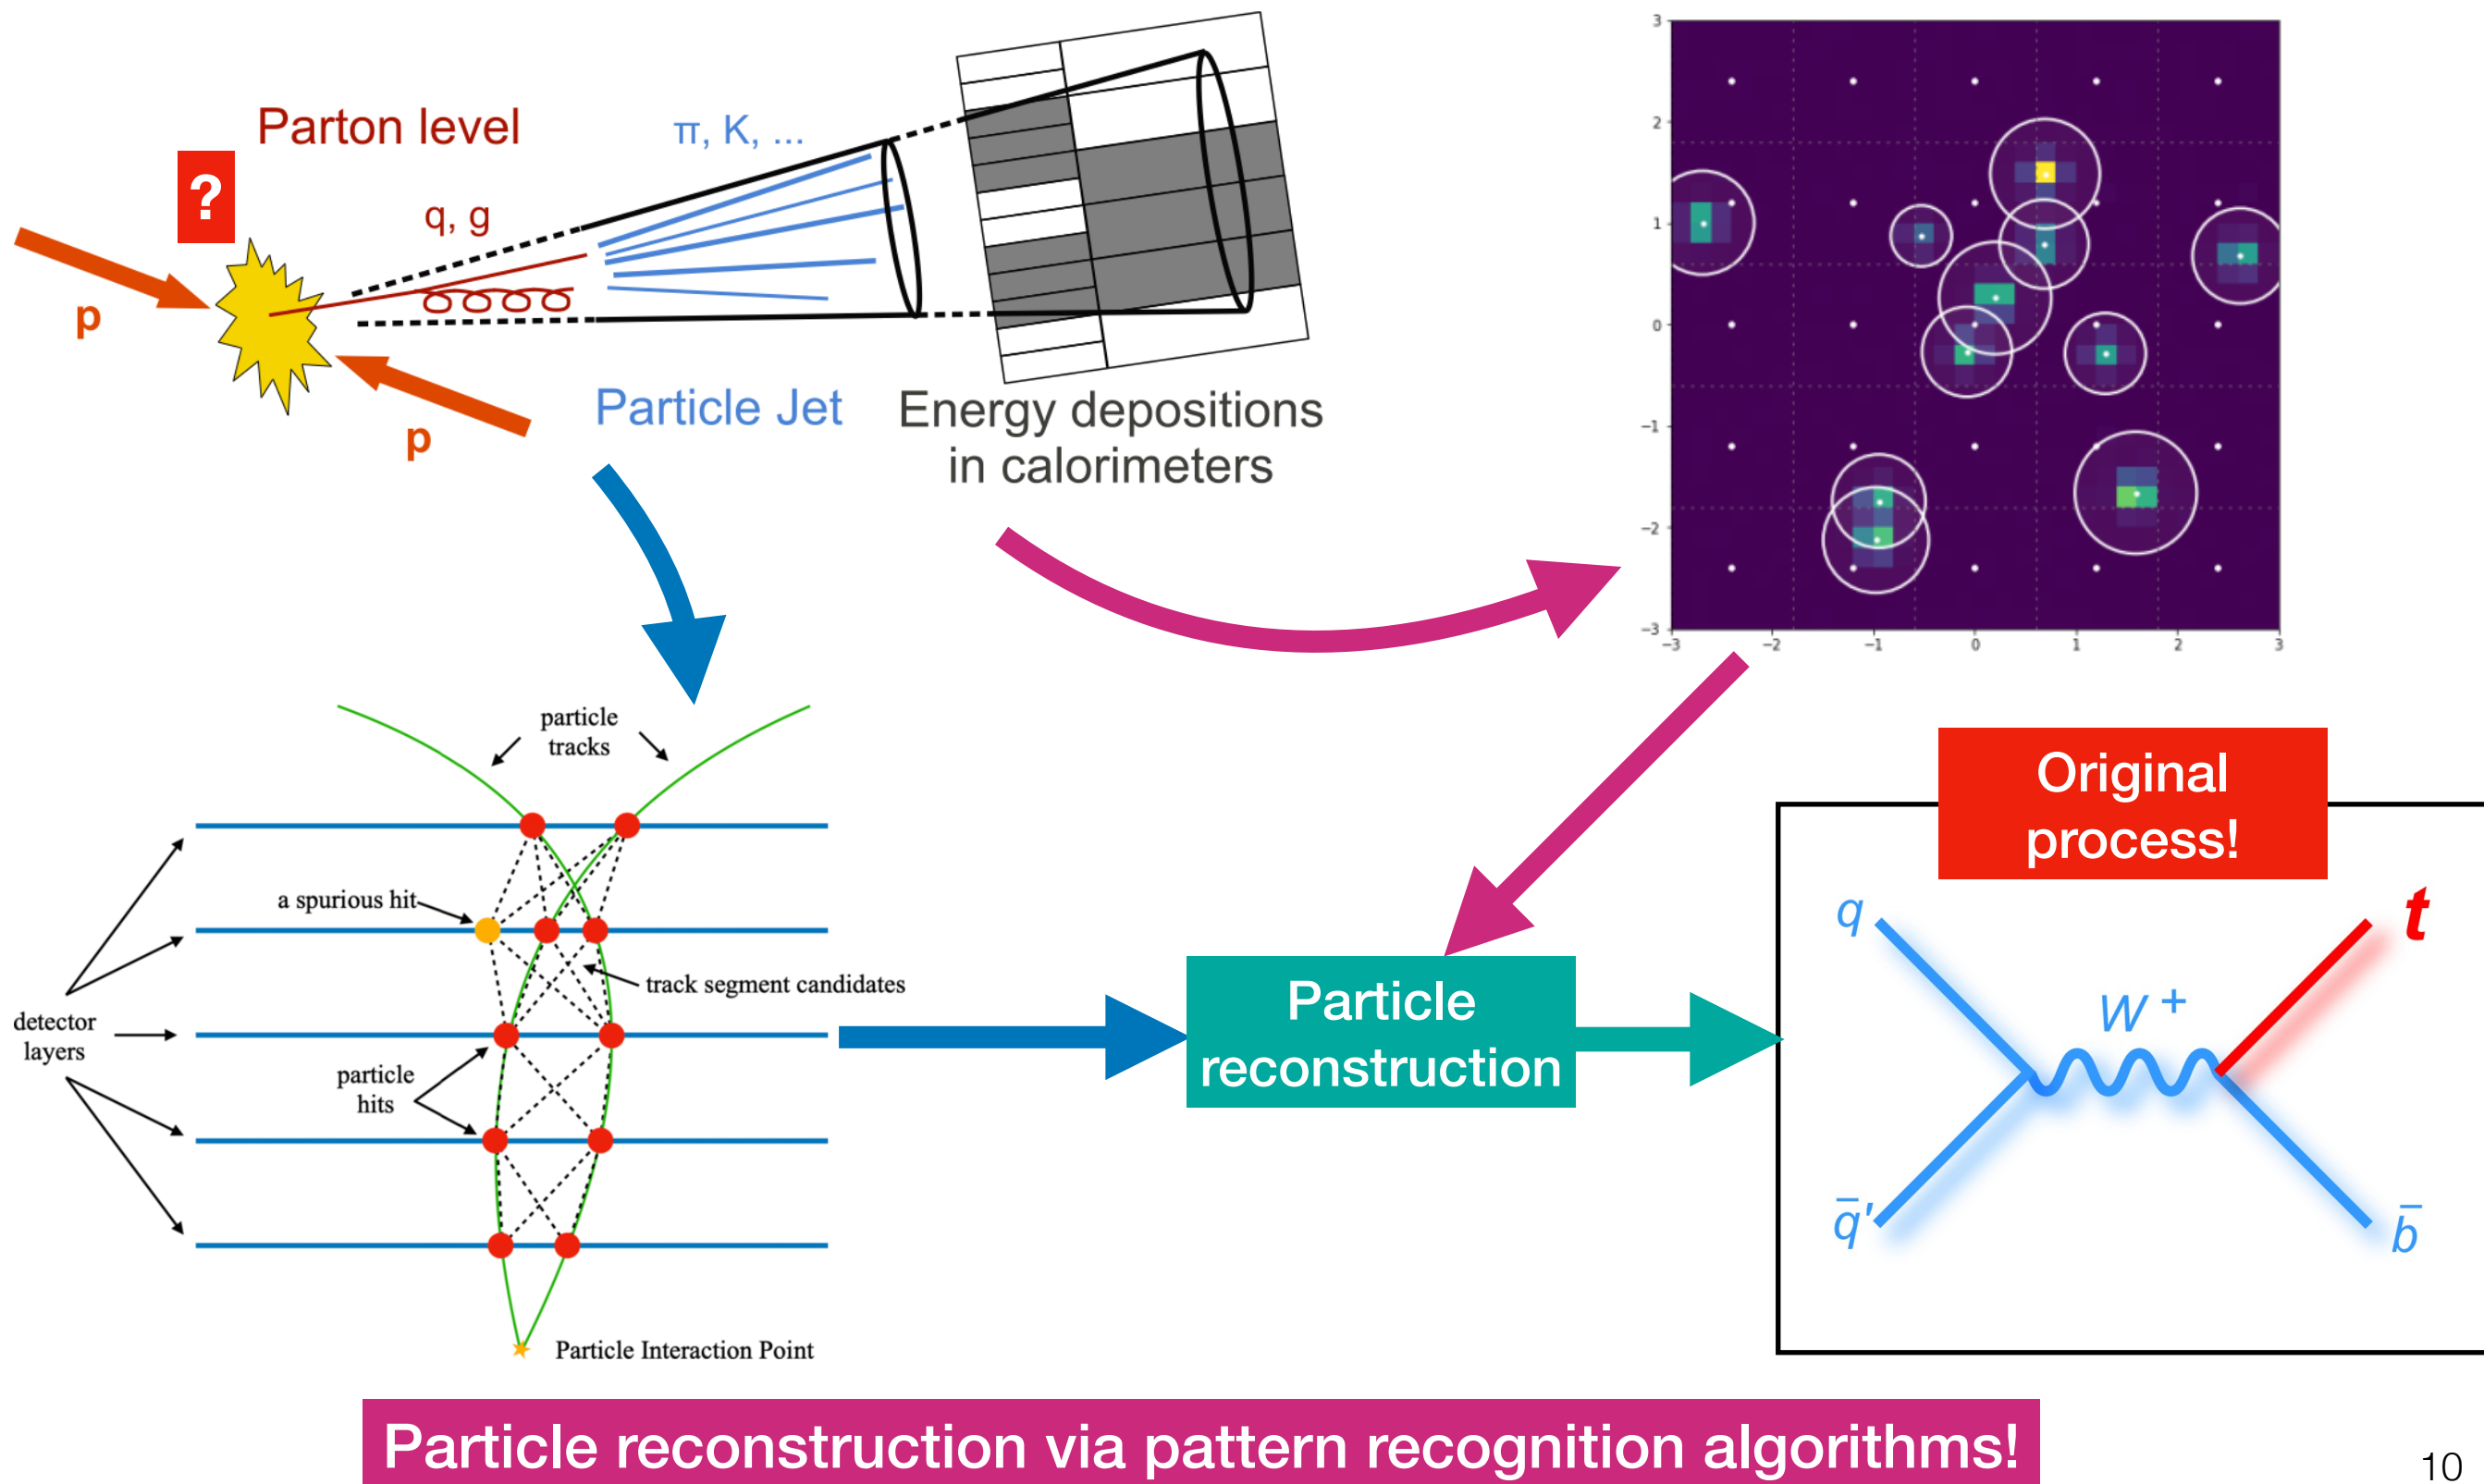 Parton level
π, K, ...
?
q, g
p
p
Particle Jet
Energy depositions
in calorimeters
3
2
1
0
−1
−2
−3
−3
−2
−1
0
1
2
3
particle
tracks
a spurious hit
track segment candidates
detector
layers
particle
hits
Particle Interaction Point
Particle
reconstruction
Original
process!
q
t
W +
q̄'
b̄
Particle reconstruction via pattern recognition algorithms!
10